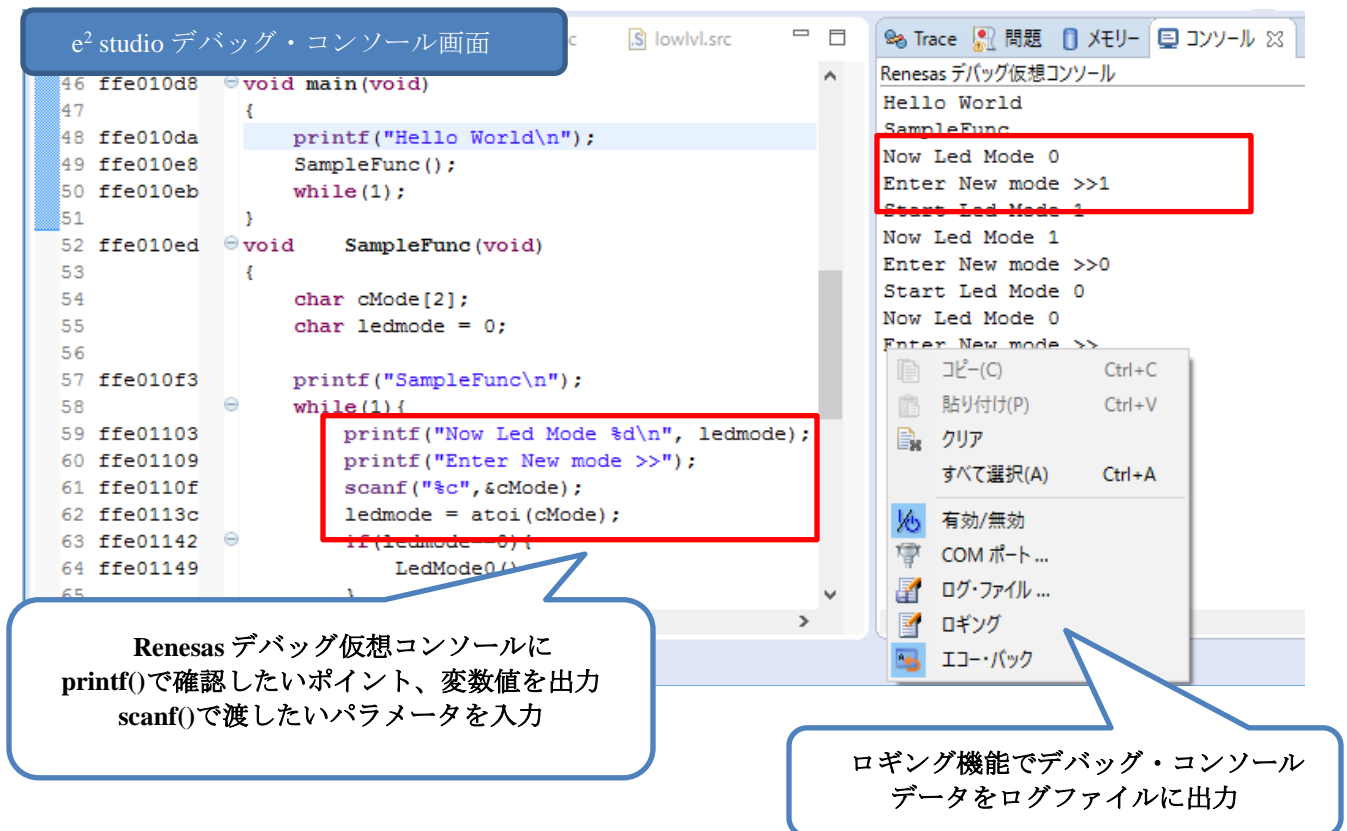 e² studio デバッグ・コンソール画面
c
lowlvl.src
46 ffe010d8 void main(void)
47 {
48 ffe010da printf("Hello World\n");
49 ffe010e8 SampleFunc();
50 ffe010eb while(1);
51 }
52 ffe010ed void SampleFunc(void)
53 {
54 char cMode[2];
55 char ledmode = 0;
56
57 ffe010f3 printf("SampleFunc\n");
58 while(1){
59 ffe01103 printf("Now Led Mode %d\n", ledmode);
60 ffe01109 printf("Enter New mode >>");
61 ffe0110f scanf("%c",&cMode);
62 ffe0113c ledmode = atoi(cMode);
63 ffe01142 if(ledmode==0){
64 ffe01149 LedMode0()
65 }
Renesas デバッグ仮想コンソールに
printf()で確認したいポイント、変数値を出力
scanf()で渡したいパラメータを入力
Trace 問題 メモリー コンソール
Renesas デバッグ仮想コンソール
Hello World
SampleFunc
Now Led Mode 0
Enter New mode >>1
Start Led Mode 1
Now Led Mode 1
Enter New mode >>0
Start Led Mode 0
Now Led Mode 0
Enter New mode >>
コピー(C) Ctrl+C
貼り付け(P) Ctrl+V
クリア
すべて選択(A) Ctrl+A
有効/無効
COM ポート ...
ログ・ファイル ...
ロギング
エコー・バック
ロギング機能でデバッグ・コンソール
データをログファイルに出力